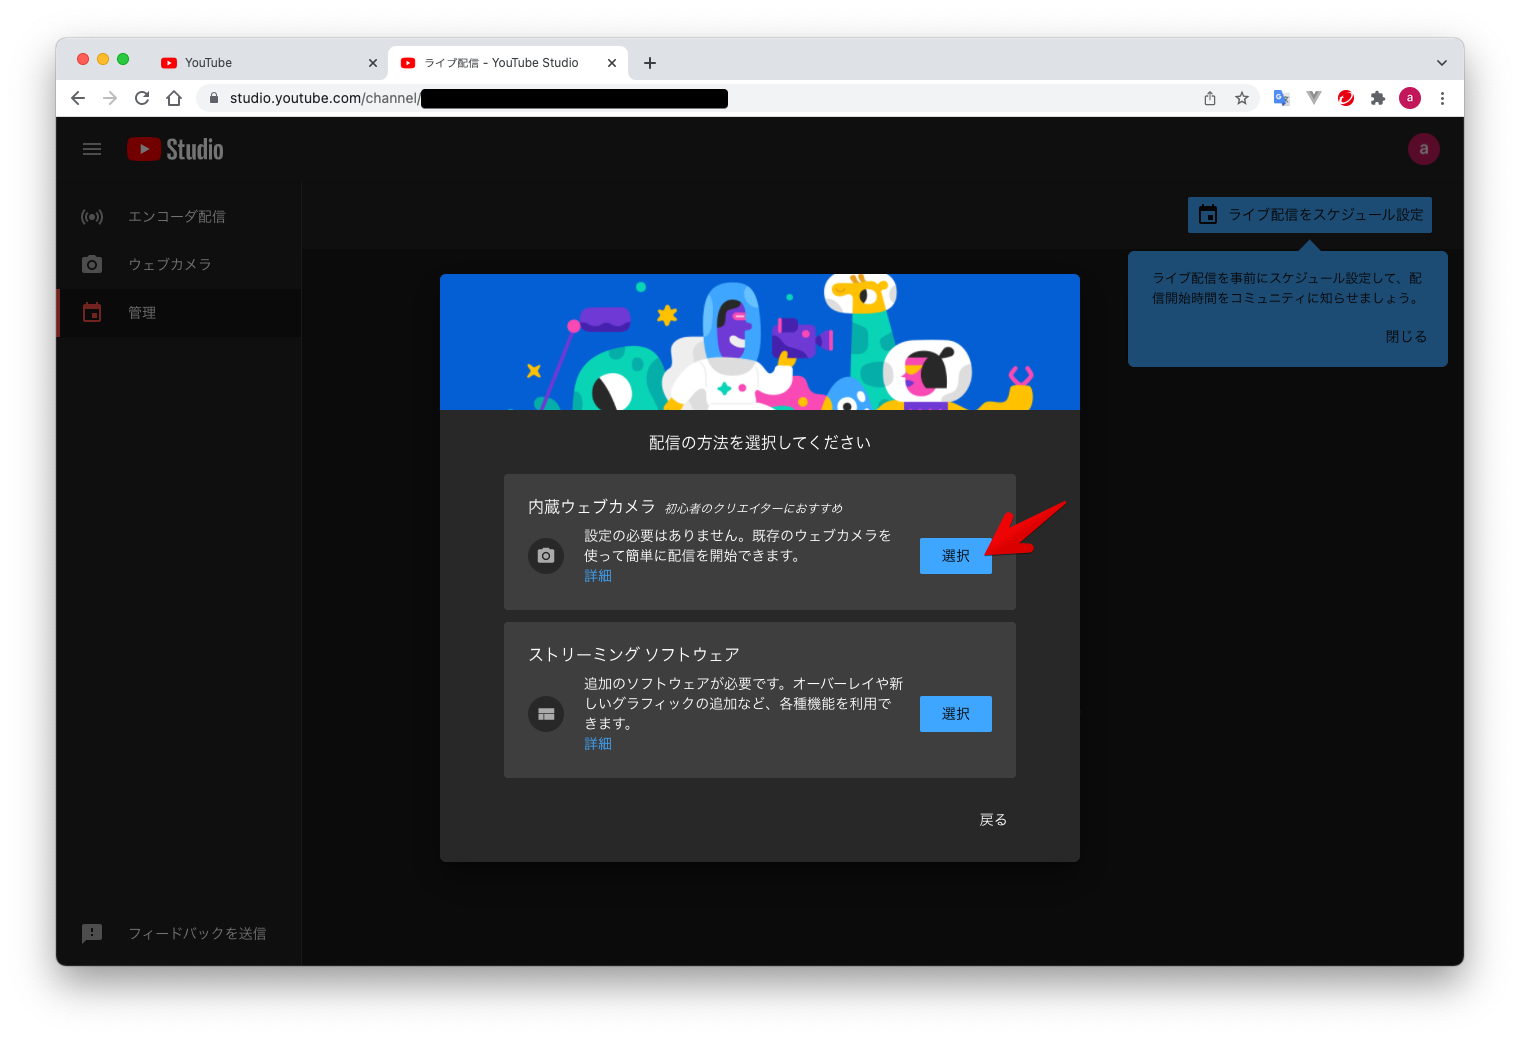 YouTube
ライブ配信 - YouTube Studio
studio.youtube.com/channel/
a
Studio
a
エンコーダ配信
ウェブカメラ
管理
ライブ配信をスケジュール設定
ライブ配信を事前にスケジュール設定して、配
信開始時間をコミュニティに知らせましょう。
閉じる
配信の方法を選択してください
内蔵ウェブカメラ 初心者のクリエイターにおすすめ
設定の必要はありません。既存のウェブカメラを
使って簡単に配信を開始できます。
詳細
選択
ストリーミング ソフトウェア
追加のソフトウェアが必要です。オーバーレイや新
しいグラフィックの追加など、各種機能を利用で
きます。
詳細
選択
戻る
フィードバックを送信